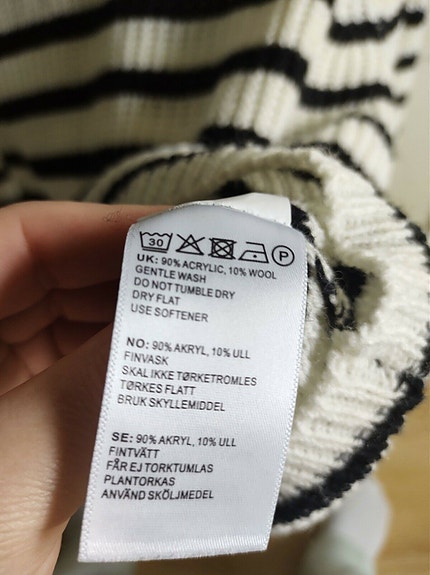 30 P
UK: 90% ACRYLIC, 10% WOOL
GENTLE WASH
DO NOT TUMBLE DRY
DRY FLAT
USE SOFTENER
NO: 90% AKRYL, 10% ULL
FINVASK
SKAL IKKE TØRKETROMLES
TØRKES FLATT
BRUK SKYLLEMIDDEL
SE: 90% AKRYL, 10% ULL
FINTVÄTT
FÅR EJ TORKTUMLAS
PLANTORKAS
ANVÄND SKÖLJMEDEL